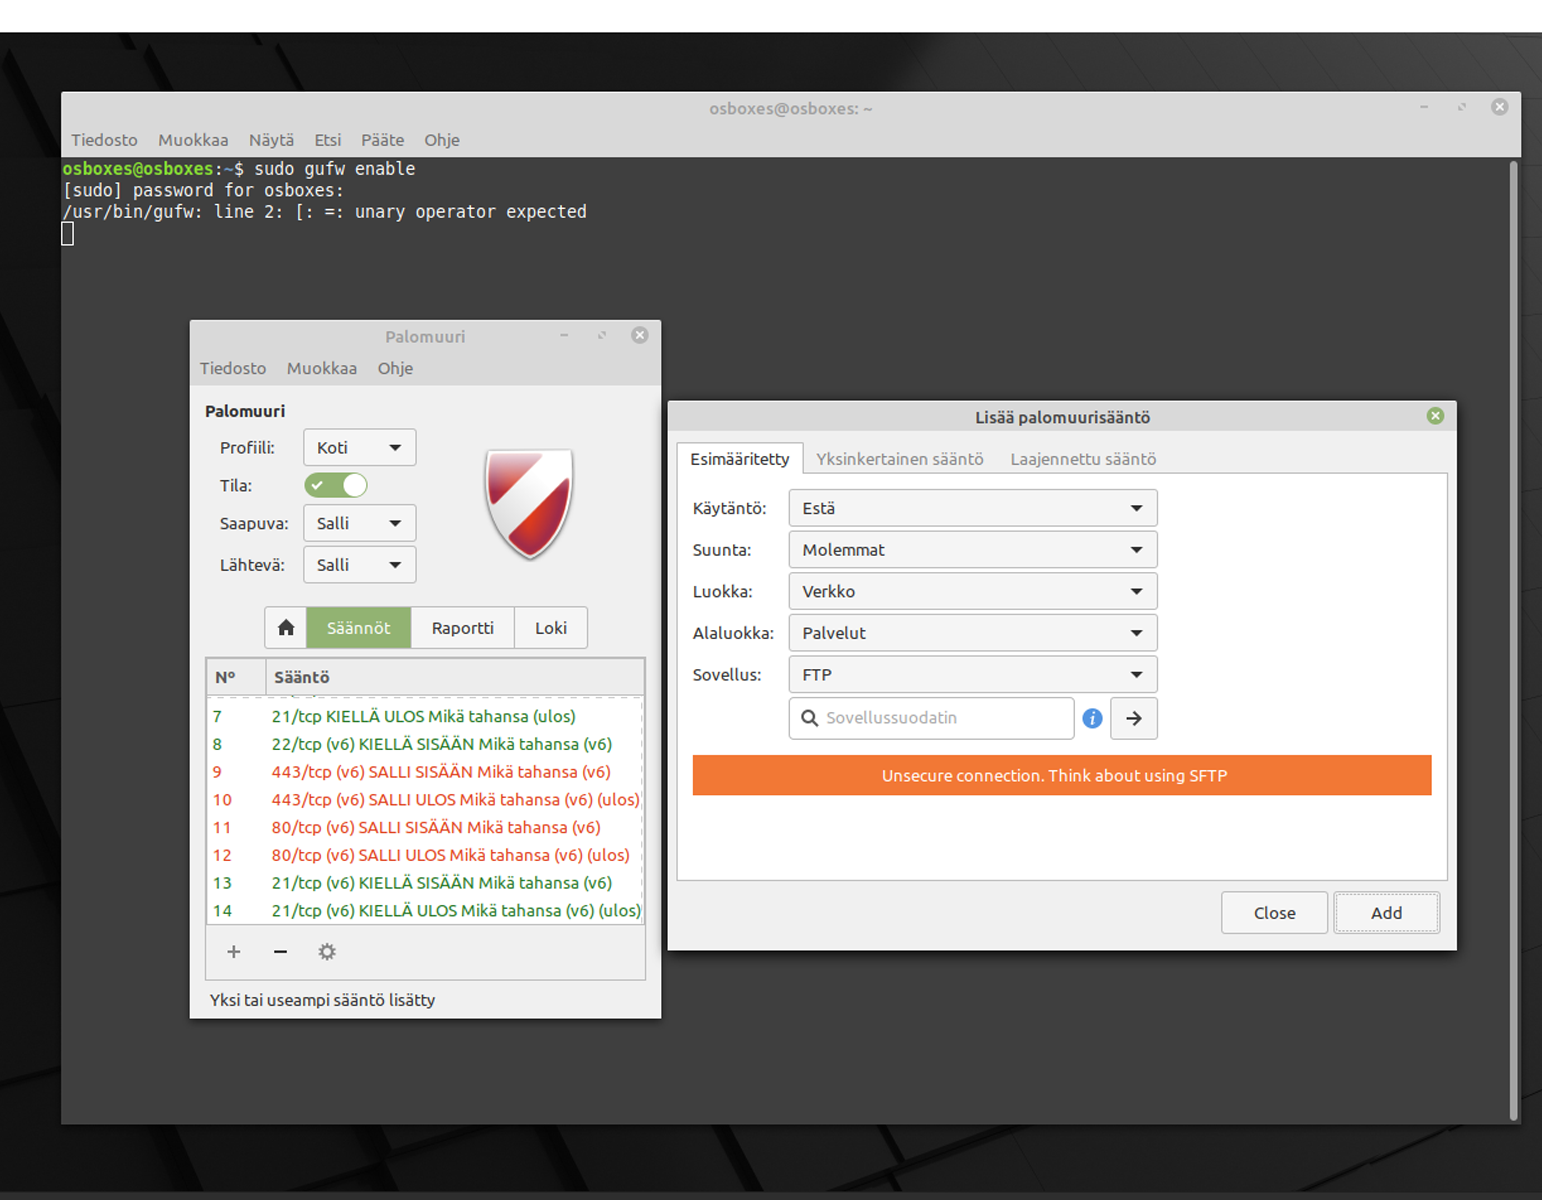 osboxes@osboxes: ~
Tiedosto Muokkaa Näytä Etsi Pääte Ohje
osboxes@osboxes:~$ sudo gufw enable
[sudo] password for osboxes:
/usr/bin/gufw: line 2: [: =: unary operator expected
Palomuuri
Tiedosto Muokkaa Ohje
Palomuuri
Profiili: Koti
Tila:
Saapuva: Salli
Lähtevä: Salli
Säännöt Raportti Loki
Nº Sääntö
7 21/tcp KIELLÄ ULOS Mikä tahansa (ulos)
8 22/tcp (v6) KIELLÄ SISÄÄN Mikä tahansa (v6)
9 443/tcp (v6) SALLI SISÄÄN Mikä tahansa (v6)
10 443/tcp (v6) SALLI ULOS Mikä tahansa (v6) (ulos)
11 80/tcp (v6) SALLI SISÄÄN Mikä tahansa (v6)
12 80/tcp (v6) SALLI ULOS Mikä tahansa (v6) (ulos)
13 21/tcp (v6) KIELLÄ SISÄÄN Mikä tahansa (v6)
14 21/tcp (v6) KIELLÄ ULOS Mikä tahansa (v6) (ulos)
Yksi tai useampi sääntö lisätty
Lisää palomuurisääntö
Esimääritetty Yksinkertainen sääntö Laajennettu sääntö
Käytäntö: Estä
Suunta: Molemmat
Luokka: Verkko
Alaluokka: Palvelut
Sovellus: FTP
Sovellussuodatin
Unsecure connection. Think about using SFTP
Close Add